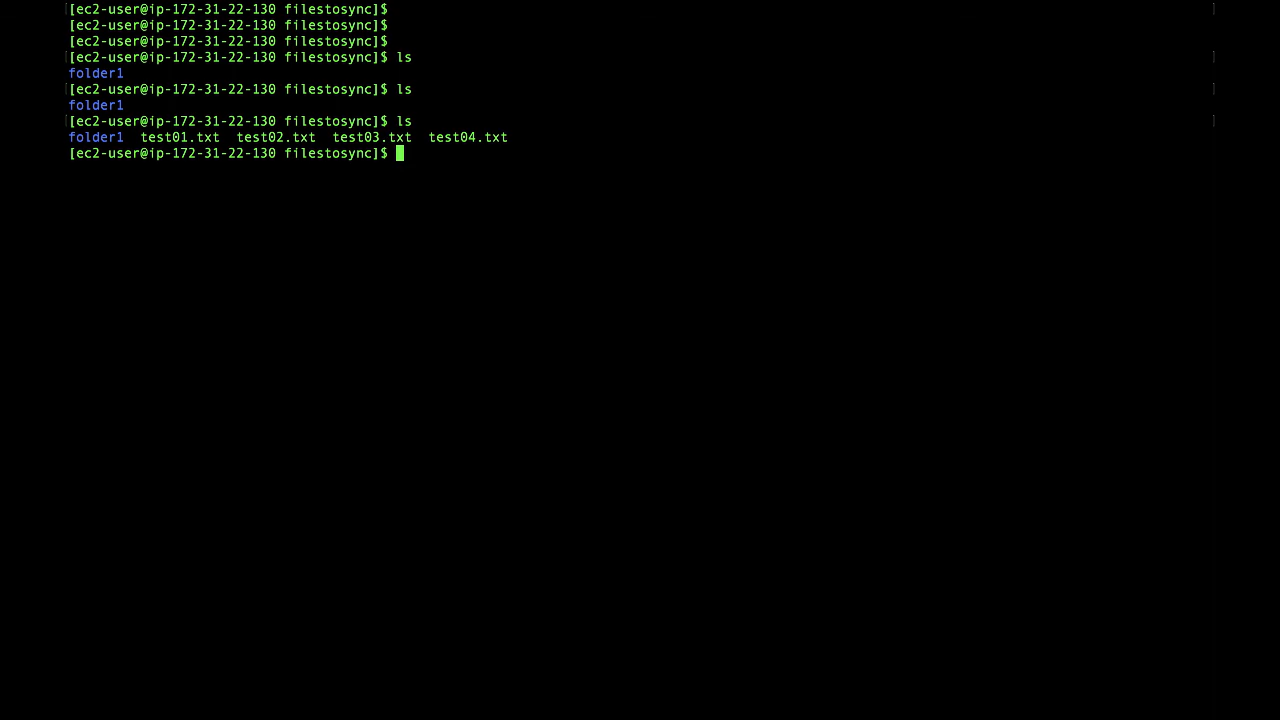 [ec2-user@ip-172-31-22-130 filestosync]$
[ec2-user@ip-172-31-22-130 filestosync]$
[ec2-user@ip-172-31-22-130 filestosync]$
[ec2-user@ip-172-31-22-130 filestosync]$ ls
folder1
[ec2-user@ip-172-31-22-130 filestosync]$ ls
folder1
[ec2-user@ip-172-31-22-130 filestosync]$ ls
folder1  test01.txt  test02.txt  test03.txt  test04.txt
[ec2-user@ip-172-31-22-130 filestosync]$